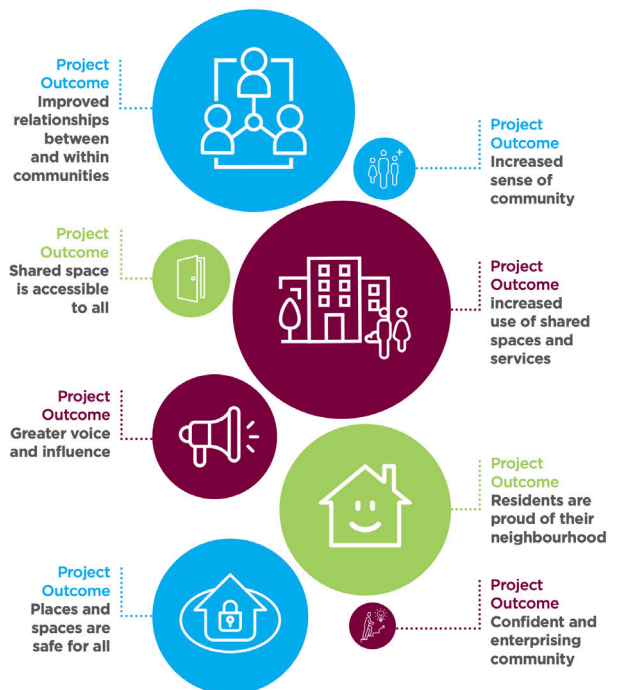 Project
Outcome
Improved
relationships
between
and within
communities
Project
Outcome
Increased
sense of
community
Project
Outcome
Shared space
is accessible
to all
Project
Outcome
increased
use of shared
spaces and
services
Project
Outcome
Greater voice
and influence
Project
Outcome
Residents are
proud of their
neighbourhood
Project
Outcome
Places and
spaces are
safe for all
Project
Outcome
Confident and
enterprising
community